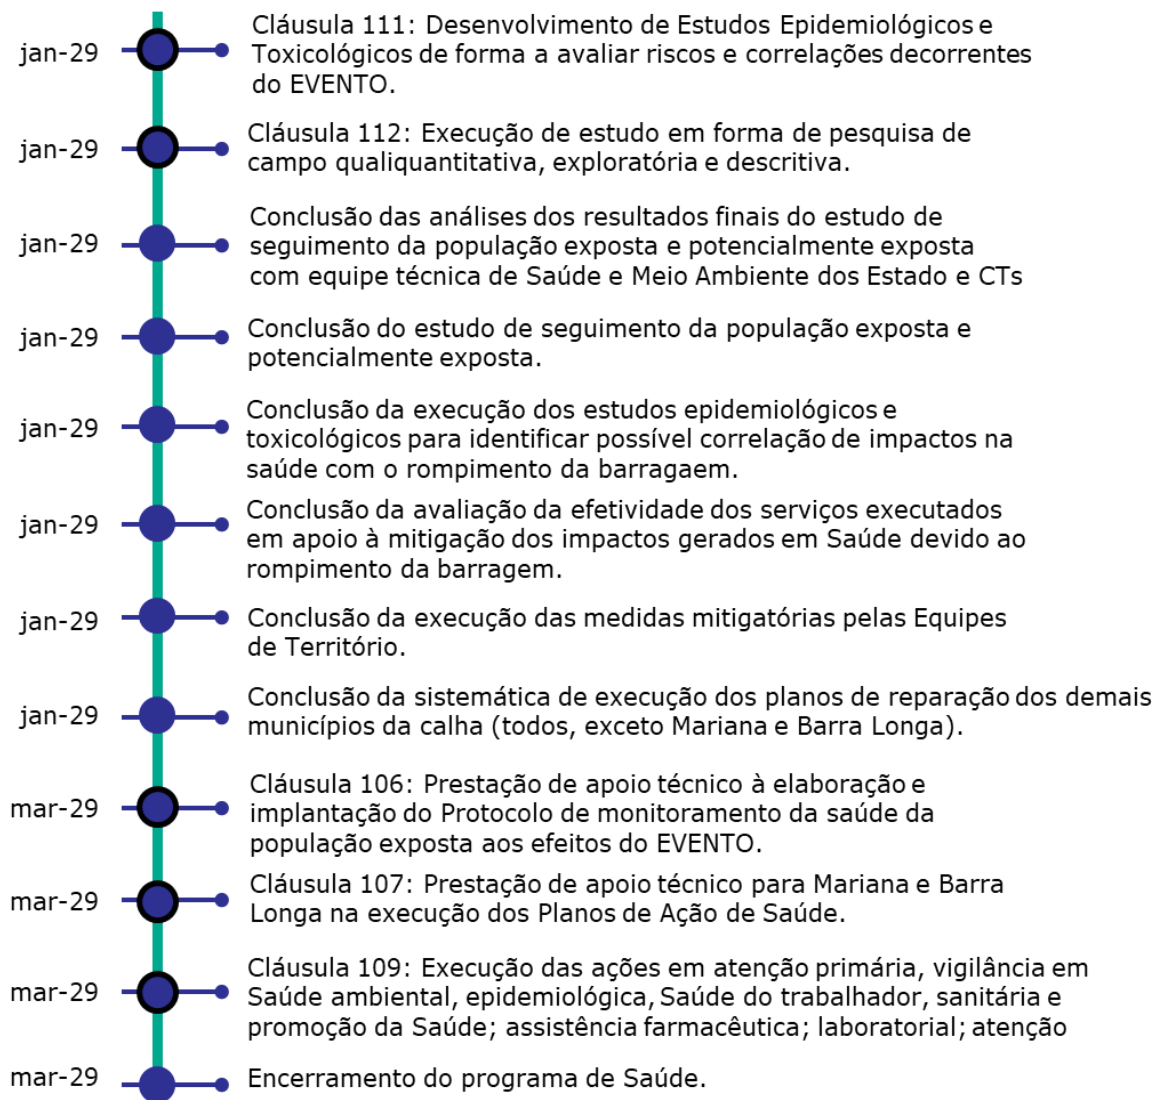 jan-29
Cláusula 111: Desenvolvimento de Estudos Epidemiológicos e
Toxicológicos de forma a avaliar riscos e correlações decorrentes
do EVENTO.
jan-29
Cláusula 112: Execução de estudo em forma de pesquisa de
campo qualiquantitativa, exploratória e descritiva.
jan-29
Conclusão das análises dos resultados finais do estudo de
seguimento da população exposta e potencialmente exposta
com equipe técnica de Saúde e Meio Ambiente dos Estado e CTs
jan-29
Conclusão do estudo de seguimento da população exposta e
potencialmente exposta.
jan-29
Conclusão da execução dos estudos epidemiológicos e
toxicológicos para identificar possível correlação de impactos na
saúde com o rompimento da barragaem.
jan-29
Conclusão da avaliação da efetividade dos serviços executados
em apoio à mitigação dos impactos gerados em Saúde devido ao
rompimento da barragem.
jan-29
Conclusão da execução das medidas mitigatórias pelas Equipes
de Território.
jan-29
Conclusão da sistemática de execução dos planos de reparação dos demais
municípios da calha (todos, exceto Mariana e Barra Longa).
mar-29
Cláusula 106: Prestação de apoio técnico à elaboração e
implantação do Protocolo de monitoramento da saúde da
população exposta aos efeitos do EVENTO.
mar-29
Cláusula 107: Prestação de apoio técnico para Mariana e Barra
Longa na execução dos Planos de Ação de Saúde.
mar-29
Cláusula 109: Execução das ações em atenção primária, vigilância em
Saúde ambiental, epidemiológica, Saúde do trabalhador, sanitária e
promoção da Saúde; assistência farmacêutica; laboratorial; atenção
mar-29
Encerramento do programa de Saúde.